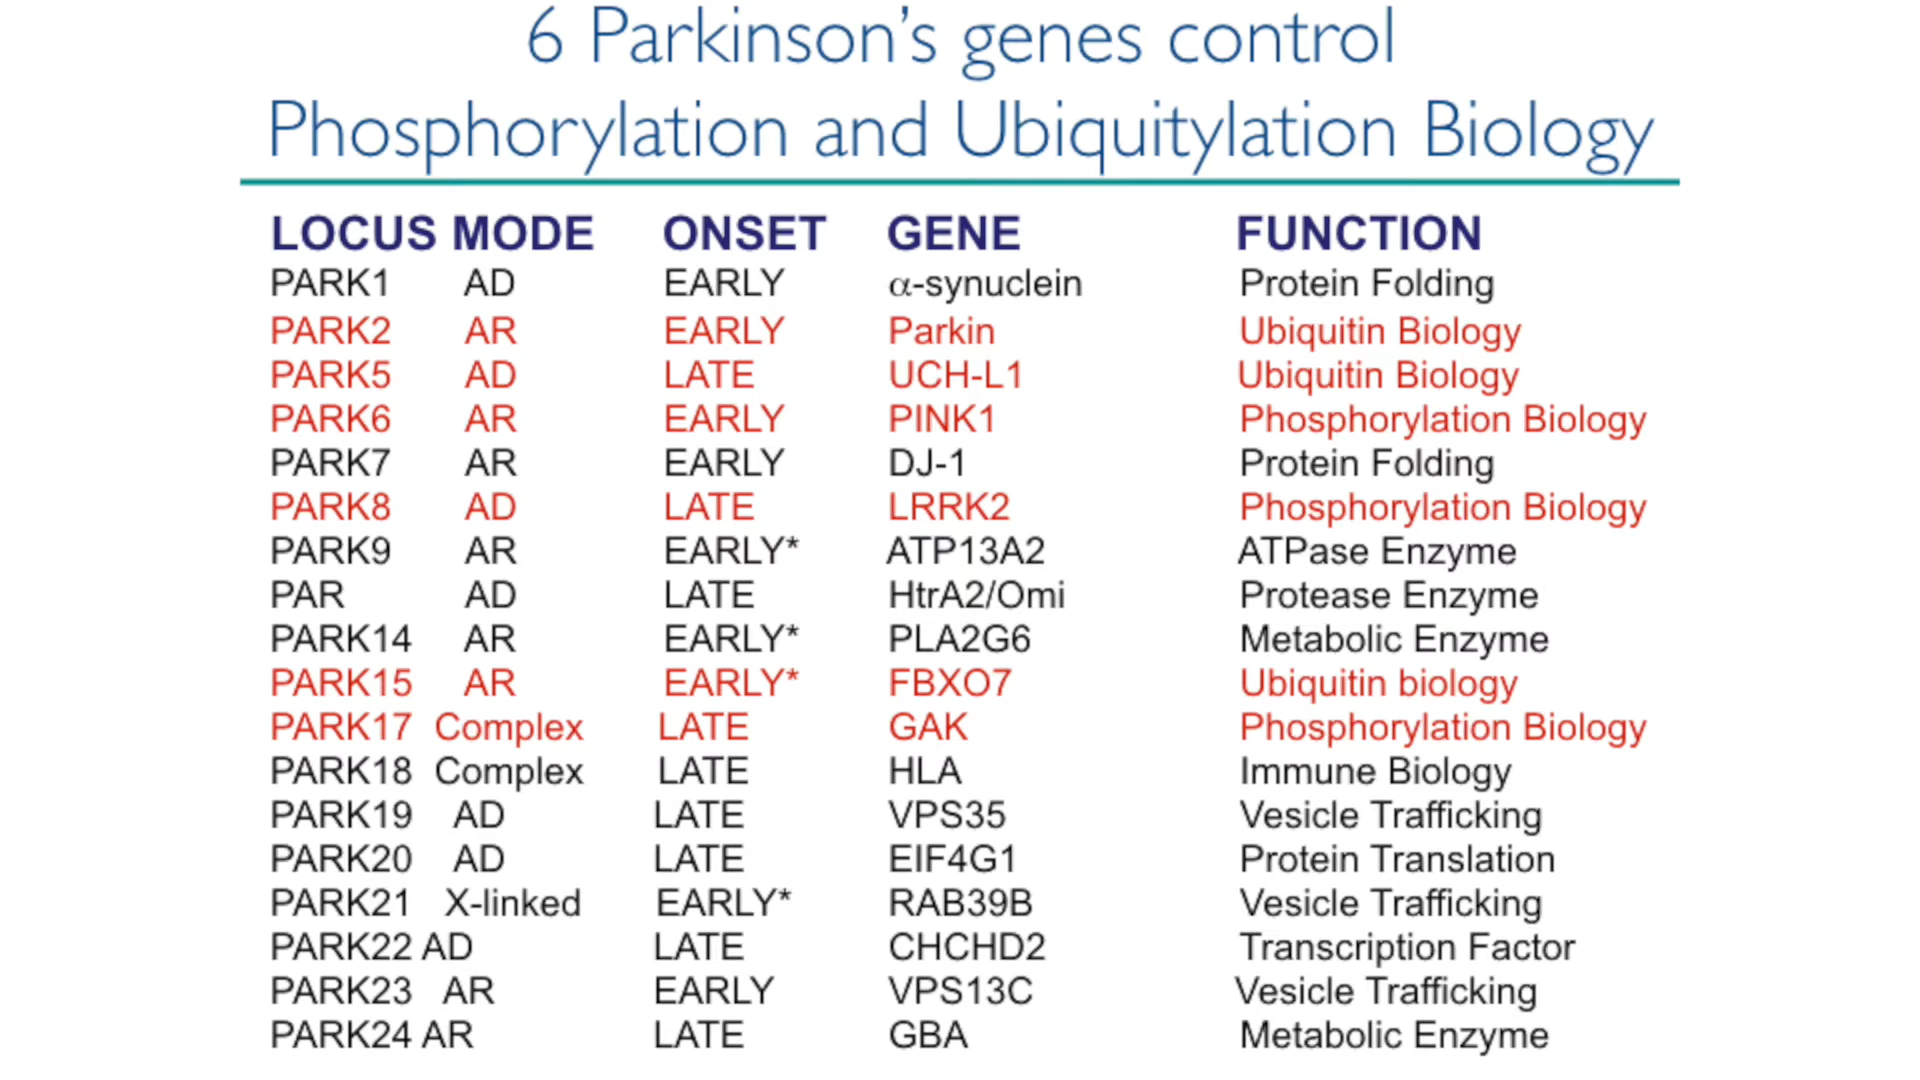 6 Parkinson’s genes control
Phosphorylation and Ubiquitylation Biology
LOCUS MODE ONSET GENE FUNCTION
PARK1 AD EARLY α-synuclein Protein Folding
PARK2 AR EARLY Parkin Ubiquitin Biology
PARK5 AD LATE UCH-L1 Ubiquitin Biology
PARK6 AR EARLY PINK1 Phosphorylation Biology
PARK7 AR EARLY DJ-1 Protein Folding
PARK8 AD LATE LRRK2 Phosphorylation Biology
PARK9 AR EARLY* ATP13A2 ATPase Enzyme
PAR AD LATE HtrA2/Omi Protease Enzyme
PARK14 AR EARLY* PLA2G6 Metabolic Enzyme
PARK15 AR EARLY* FBXO7 Ubiquitin biology
PARK17 Complex LATE GAK Phosphorylation Biology
PARK18 Complex LATE HLA Immune Biology
PARK19 AD LATE VPS35 Vesicle Trafficking
PARK20 AD LATE EIF4G1 Protein Translation
PARK21 X-linked EARLY* RAB39B Vesicle Trafficking
PARK22 AD LATE CHCHD2 Transcription Factor
PARK23 AR EARLY VPS13C Vesicle Trafficking
PARK24 AR LATE GBA Metabolic Enzyme